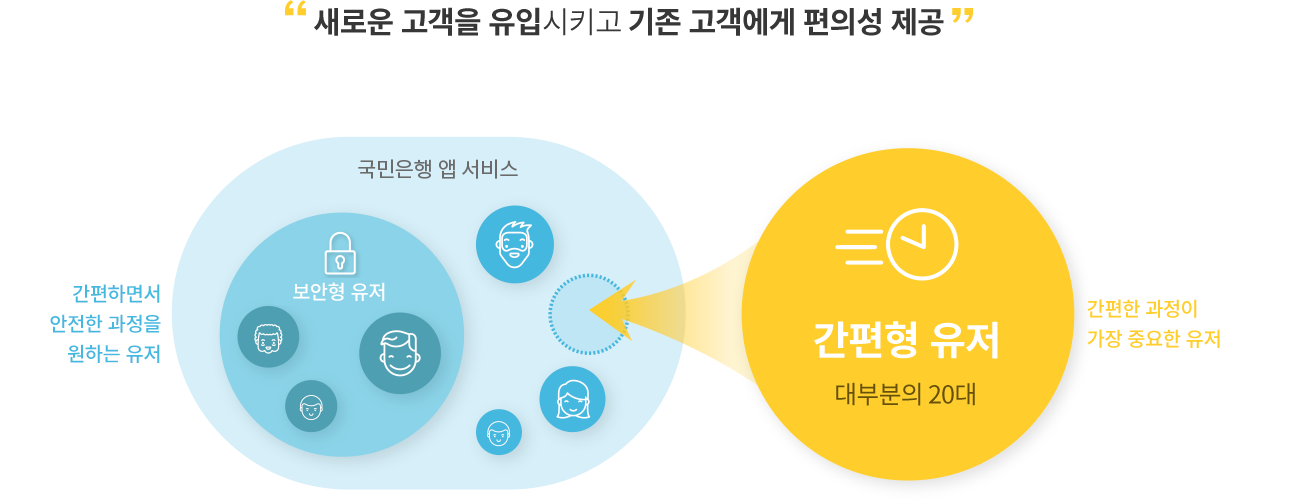 “ 새로운 고객을 유입시키고 기존 고객에게 편의성 제공 ”
국민은행 앱 서비스
보안형 유저
간편하면서
안전한 과정을
원하는 유저
간편형 유저
대부분의 20대
간편한 과정이
가장 중요한 유저